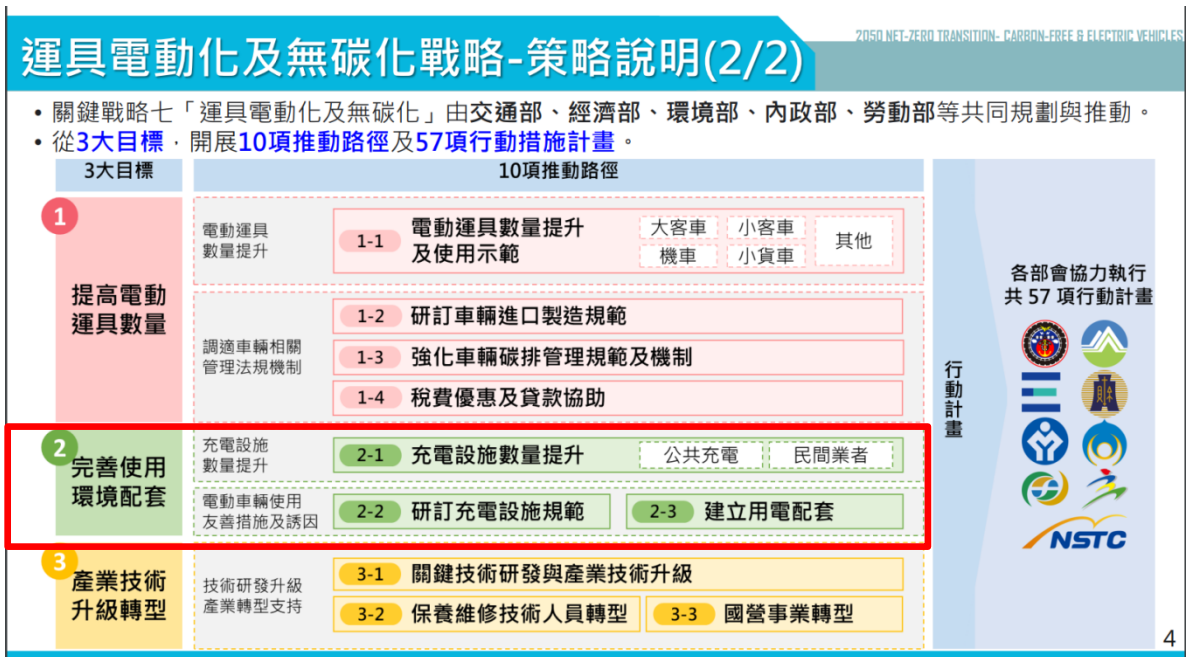 2050 NET-ZERO TRANSITION- CARBON-FREE & ELECTRIC VEHICLES
運具電動化及無碳化戰略-策略說明(2/2)
• 關鍵戰略七「運具電動化及無碳化」由交通部、經濟部、環境部、內政部、勞動部等共同規劃與推動。
• 從3大目標，開展10項推動路徑及57項行動措施計畫。
3大目標
10項推動路徑
1
提高電動
運具數量
電動運具
數量提升
1-1
電動運具數量提升
及使用示範
大客車
小客車
其他
機車
小貨車
調適車輛相關
管理法規機制
1-2 研訂車輛進口製造規範
1-3 強化車輛碳排管理規範及機制
1-4 稅費優惠及貸款協助
2
完善使用
環境配套
充電設施
數量提升
2-1 充電設施數量提升
公共充電
民間業者
電動車輛使用
友善措施及誘因
2-2 研訂充電設施規範
2-3 建立用電配套
3
產業技術
升級轉型
技術研發升級
產業轉型支持
3-1 關鍵技術研發與產業技術升級
3-2 保養維修技術人員轉型
3-3 國營事業轉型
行動計畫
各部會協力執行
共 57 項行動計畫
NSTC
4